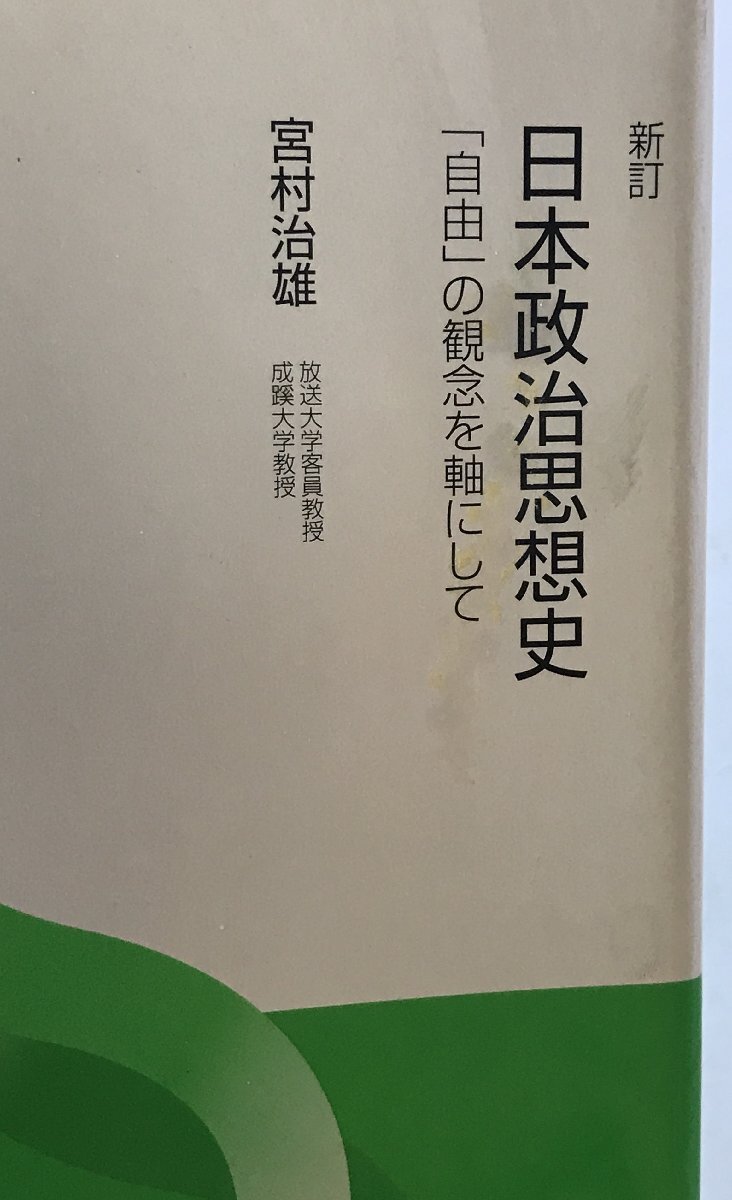 新訂
日本政治思想史
「自由」の観念を軸にして
宮村治雄
放送大学客員教授
成蹊大学教授